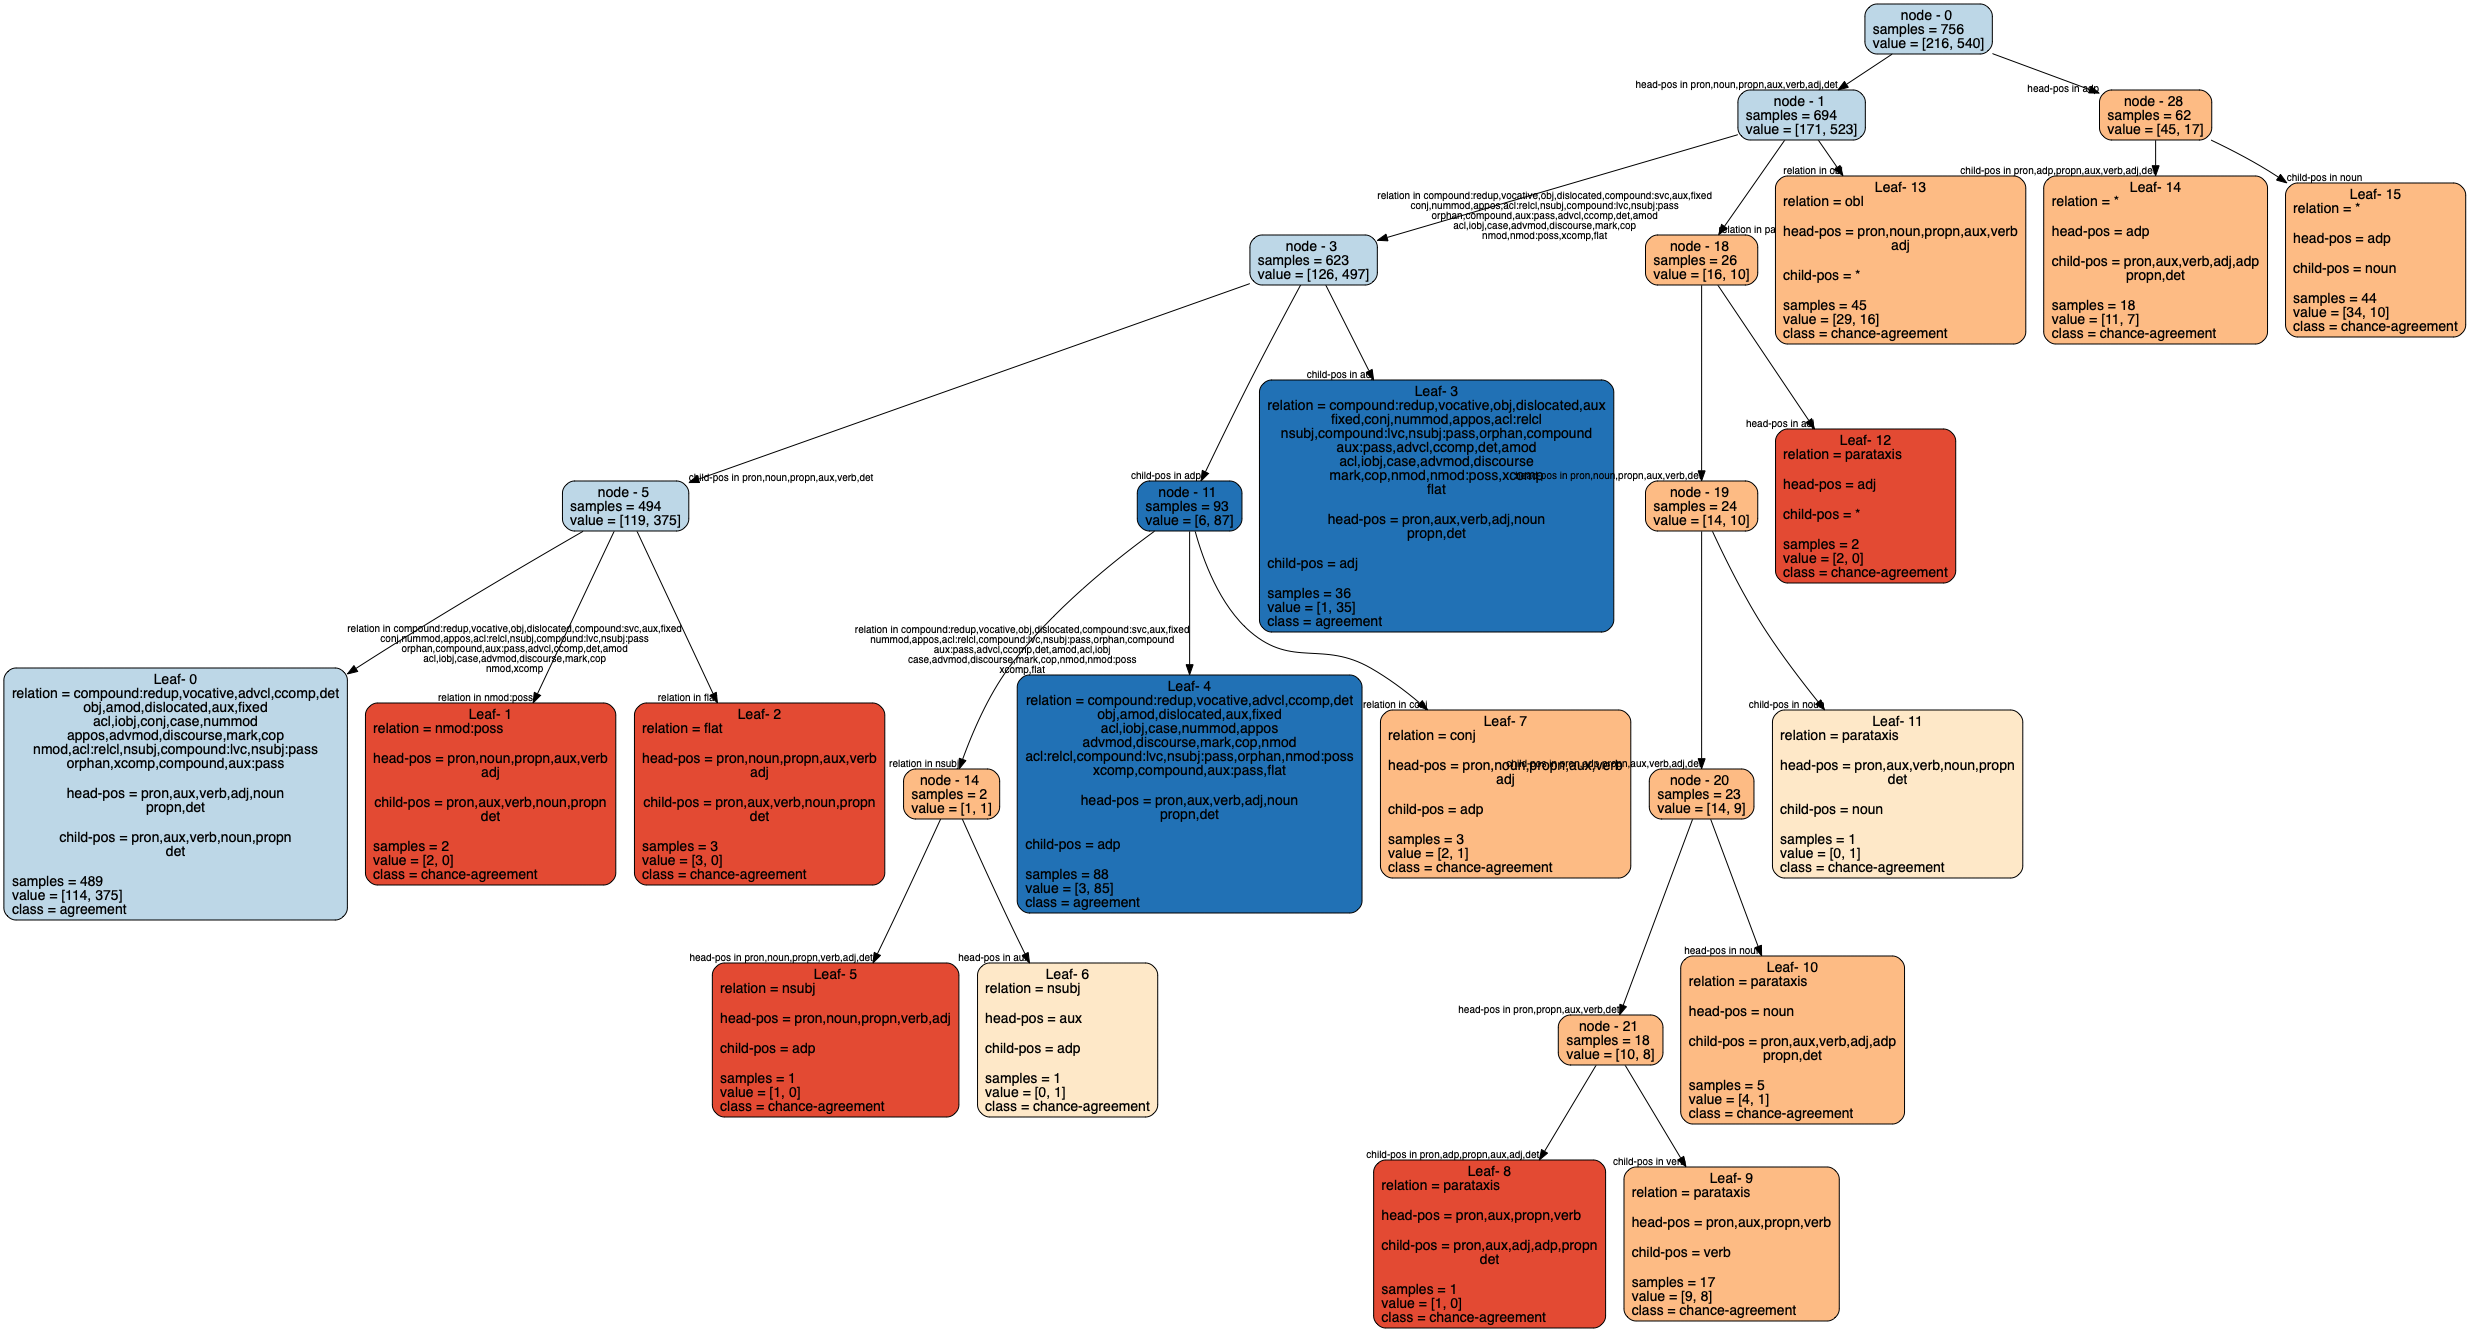 node - 0
samples = 756
value = [216, 540]
head-pos in pron,noun,propn,aux,verb,adj,det
head-pos in adp
node - 1
samples = 694
value = [171, 523]
node - 28
samples = 62
value = [45, 17]
relation in compound:redup,vocative,obj,dislocated,compound:svc,aux,fixed
conj,nummod,appos,acl:relcl,nsubj,compound:lvc,nsubj:pass
orphan,compound,aux:pass,advcl,ccomp,det,amod
acl,iobj,case,advmod,discourse,mark,cop
nmod,nmod:poss,xcomp,flat
relation in
relation in
child-pos in pron,adp,propn,aux,verb,adj,det
child-pos in noun
node - 3
samples = 623
value = [126, 497]
node - 18
samples = 26
value = [16, 10]
Leaf- 13
relation = obl
head-pos = pron,noun,propn,aux,verb
adj
child-pos = *
samples = 45
value = [29, 16]
class = chance-agreement
Leaf- 14
relation = *
head-pos = adp
child-pos = pron,aux,verb,adj,adp
propn,det
samples = 18
value = [11, 7]
class = chance-agreement
Leaf- 15
relation = *
head-pos = adp
child-pos = noun
samples = 44
value = [34, 10]
class = chance-agreement
child-pos in pron,noun,propn,aux,verb,det
child-pos in adp
child-pos in
head-pos in pron,noun,propn,aux,verb,det
head-pos in
node - 5
samples = 494
value = [119, 375]
node - 11
samples = 93
value = [6, 87]
Leaf- 3
relation = compound:redup,vocative,obj,dislocated,aux
fixed,conj,nummod,appos,acl:relcl
nsubj,compound:lvc,nsubj:pass,orphan,compound
aux:pass,advcl,ccomp,det,amod
acl,iobj,case,advmod,discourse
mark,cop,nmod,nmod:poss,xcomp
flat
head-pos = pron,aux,verb,adj,noun
propn,det
child-pos = adj
samples = 36
value = [1, 35]
class = agreement
node - 19
samples = 24
value = [14, 10]
Leaf- 12
relation = parataxis
head-pos = adj
child-pos = *
samples = 2
value = [2, 0]
class = chance-agreement
relation in compound:redup,vocative,obj,dislocated,compound:svc,aux,fixed
conj,nummod,appos,acl:relcl,nsubj,compound:lvc,nsubj:pass
orphan,compound,aux:pass,advcl,ccomp,det,amod
acl,iobj,case,advmod,discourse,mark,cop
nmod,xcomp
relation in nmod:poss
relation in flat
relation in compound:redup,vocative,obj,dislocated,compound:svc,aux,fixed
nummod,appos,acl:relcl,compound:lvc,nsubj:pass,orphan,compound
aux:pass,advcl,ccomp,det,amod,acl,iobj
case,advmod,discourse,mark,cop,nmod,nmod:poss
xcomp,flat
relation in nsubj
relation in conj
child-pos in pron,adp,propn,aux,verb,adj,det
child-pos in noun
Leaf- 0
relation = compound:redup,vocative,advcl,ccomp,det
obj,amod,dislocated,aux,fixed
acl,iobj,conj,case,nummod
appos,advmod,discourse,mark,cop
nmod,acl:relcl,nsubj,compound:lvc,nsubj:pass
orphan,xcomp,compound,aux:pass
head-pos = pron,aux,verb,adj,noun
propn,det
child-pos = pron,aux,verb,noun,propn
det
samples = 489
value = [114, 375]
class = agreement
Leaf- 1
relation = nmod:poss
head-pos = pron,noun,propn,aux,verb
adj
child-pos = pron,aux,verb,noun,propn
det
samples = 2
value = [2, 0]
class = chance-agreement
Leaf- 2
relation = flat
head-pos = pron,noun,propn,aux,verb
adj
child-pos = pron,aux,verb,noun,propn
det
samples = 3
value = [3, 0]
class = chance-agreement
node - 14
samples = 2
value = [1, 1]
Leaf- 4
relation = compound:redup,vocative,advcl,ccomp,det
obj,amod,dislocated,aux,fixed
acl,iobj,case,nummod,appos
advmod,discourse,mark,cop,nmod
acl:relcl,compound:lvc,nsubj:pass,orphan,nmod:poss
xcomp,compound,aux:pass,flat
head-pos = pron,aux,verb,adj,noun
propn,det
child-pos = adp
samples = 88
value = [3, 85]
class = agreement
Leaf- 7
relation = conj
head-pos = pron,noun,propn,aux,verb
adj
child-pos = adp
samples = 3
value = [2, 1]
class = chance-agreement
node - 20
samples = 23
value = [14, 9]
Leaf- 11
relation = parataxis
head-pos = pron,aux,verb,noun,propn
det
child-pos = noun
samples = 1
value = [0, 1]
class = chance-agreement
head-pos in pron,noun,propn,verb,adj,det
head-pos in aux
head-pos in pron,propn,aux,verb,det
head-pos in noun
Leaf- 5
relation = nsubj
head-pos = pron,noun,propn,verb,adj
child-pos = adp
samples = 1
value = [1, 0]
class = chance-agreement
Leaf- 6
relation = nsubj
head-pos = aux
child-pos = adp
samples = 1
value = [0, 1]
class = chance-agreement
node - 21
samples = 18
value = [10, 8]
Leaf- 10
relation = parataxis
head-pos = noun
child-pos = pron,aux,verb,adj,adp
propn,det
samples = 5
value = [4, 1]
class = chance-agreement
child-pos in pron,adp,propn,aux,adj,det
child-pos in verb
Leaf- 8
relation = parataxis
head-pos = pron,aux,propn,verb
child-pos = pron,aux,adj,adp,propn
det
samples = 1
value = [1, 0]
class = chance-agreement
Leaf- 9
relation = parataxis
head-pos = pron,aux,propn,verb
child-pos = verb
samples = 17
value = [9, 8]
class = chance-agreement